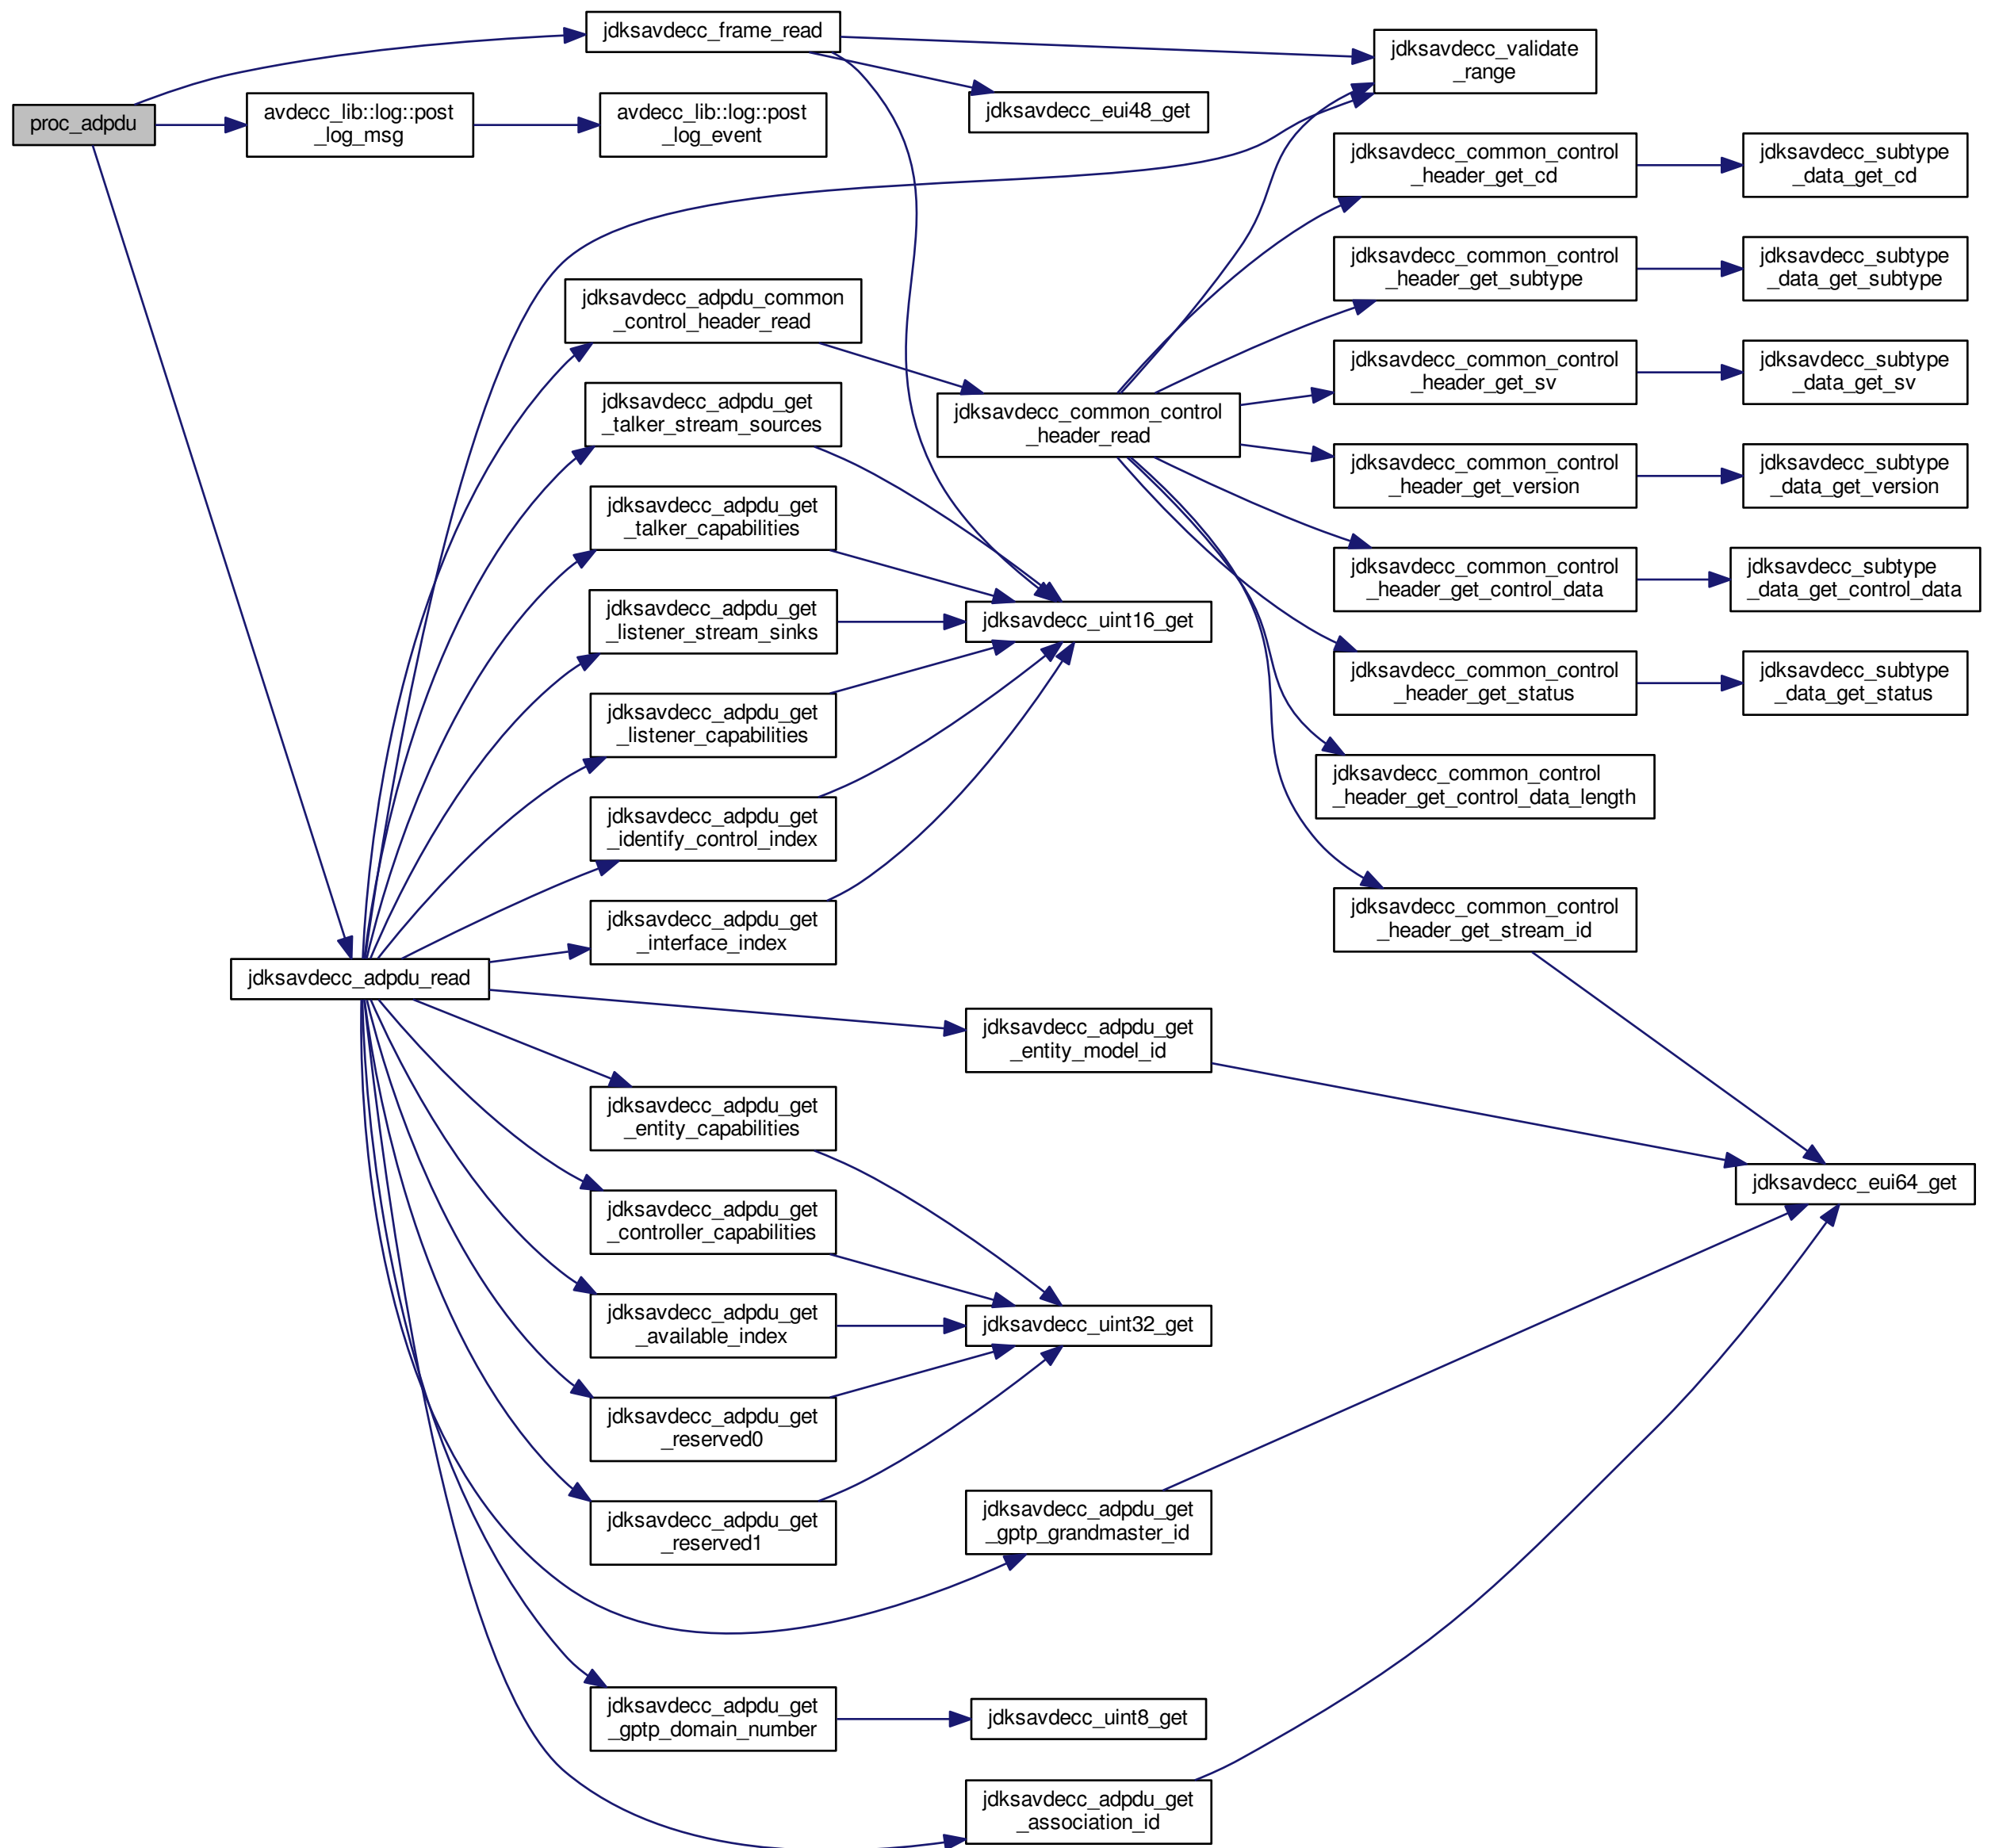 proc_adpdu
jdksavdecc_frame_read
avdecc_lib::log::post
_log_msg
avdecc_lib::log::post
_log_event
jdksavdecc_eui48_get
jdksavdecc_validate
_range
jdksavdecc_common_control
_header_get_cd
jdksavdecc_subtype
_data_get_cd
jdksavdecc_common_control
_header_get_subtype
jdksavdecc_subtype
_data_get_subtype
jdksavdecc_adpdu_common
_control_header_read
jdksavdecc_common_control
_header_get_sv
jdksavdecc_subtype
_data_get_sv
jdksavdecc_adpdu_get
_talker_stream_sources
jdksavdecc_common_control
_header_read
jdksavdecc_common_control
_header_get_version
jdksavdecc_subtype
_data_get_version
jdksavdecc_adpdu_get
_talker_capabilities
jdksavdecc_common_control
_header_get_control_data
jdksavdecc_subtype
_data_get_control_data
jdksavdecc_adpdu_get
_listener_stream_sinks
jdksavdecc_uint16_get
jdksavdecc_common_control
_header_get_status
jdksavdecc_subtype
_data_get_status
jdksavdecc_adpdu_get
_listener_capabilities
jdksavdecc_common_control
_header_get_control_data_length
jdksavdecc_adpdu_get
_identify_control_index
jdksavdecc_adpdu_get
_interface_index
jdksavdecc_common_control
_header_get_stream_id
jdksavdecc_adpdu_read
jdksavdecc_adpdu_get
_entity_model_id
jdksavdecc_adpdu_get
_entity_capabilities
jdksavdecc_eui64_get
jdksavdecc_adpdu_get
_controller_capabilities
jdksavdecc_adpdu_get
_available_index
jdksavdecc_uint32_get
jdksavdecc_adpdu_get
_reserved0
jdksavdecc_adpdu_get
_reserved1
jdksavdecc_adpdu_get
_gptp_grandmaster_id
jdksavdecc_adpdu_get
_gptp_domain_number
jdksavdecc_uint8_get
jdksavdecc_adpdu_get
_association_id